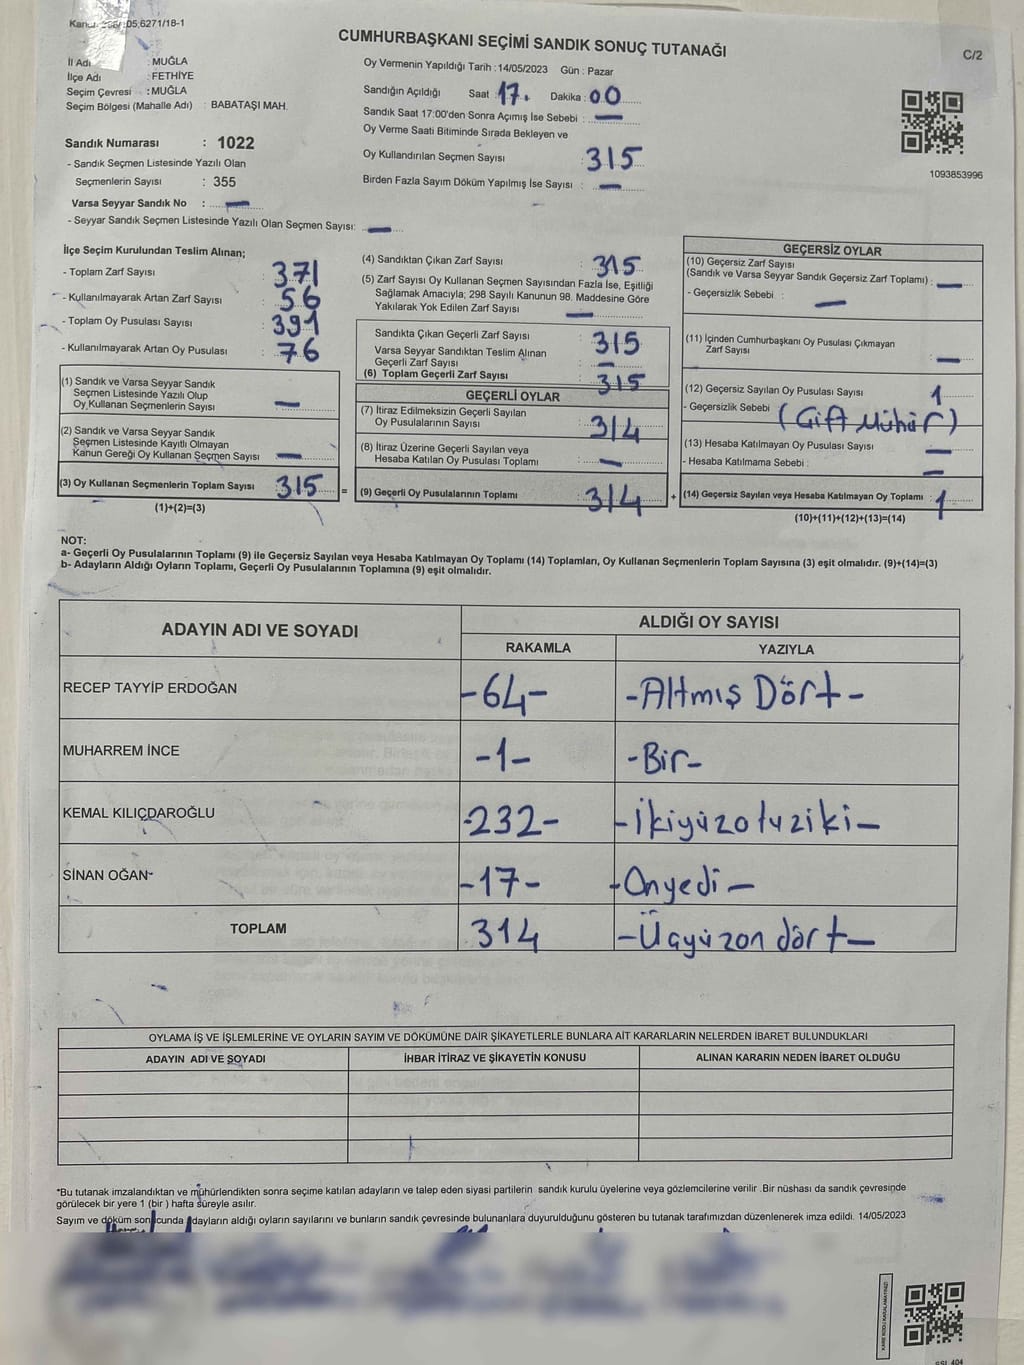 CUMHURBAŞKANI SEÇİMİ SANDIK SONUÇ TUTANAĞI
C/2
İl Adı : MUĞLA
İlçe Adı : FETHİYE
Seçim Çevresi : MUĞLA
Seçim Bölgesi (Mahalle Adı) : BABATAŞI MAH.
Sandık Numarası : 1022
- Sandık Seçmen Listesinde Yazılı Olan
Seçmenlerin Sayısı : 355
Varsa Seyyar Sandık No : —
- Seyyar Sandık Seçmen Listesinde Yazılı Olan Seçmen Sayısı: —
Oy Vermenin Yapıldığı Tarih : 14/05/2023 Gün : Pazar
Sandığın Açıldığı Saat : 17. Dakika : 00
Sandık Saat 17:00'den Sonra Açımış İse Sebebi : —
Oy Verme Saati Bitiminde Sırada Bekleyen ve
Oy Kullandırılan Seçmen Sayısı : 315
Birden Fazla Sayım Döküm Yapılmış İse Sayısı : —
1093853996
İlçe Seçim Kurulundan Teslim Alınan;
- Toplam Zarf Sayısı : 371
- Kullanılmayarak Artan Zarf Sayısı : 56
- Toplam Oy Pusulası Sayısı : 391
- Kullanılmayarak Artan Oy Pusulası : 76
(1) Sandık ve Varsa Seyyar Sandık
Seçmen Listesinde Yazılı Olup
Oy Kullanan Seçmenlerin Sayısı : —
(2) Sandık ve Varsa Seyyar Sandık
Seçmen Listesinde Kayıtlı Olmayan
Kanun Gereği Oy Kullanan Seçmen Sayısı : —
(3) Oy Kullanan Seçmenlerin Toplam Sayısı : 315 =
(1)+(2)=(3)
(4) Sandıktan Çıkan Zarf Sayısı : 315
(5) Zarf Sayısı Oy Kullanan Seçmen Sayısından Fazla İse, Eşitliği
Sağlamak Amacıyla; 298 Sayılı Kanunun 98. Maddesine Göre
Yakılarak Yok Edilen Zarf Sayısı : —
Sandıkta Çıkan Geçerli Zarf Sayısı : 315
Varsa Seyyar Sandıktan Teslim Alınan
Geçerli Zarf Sayısı : —
(6) Toplam Geçerli Zarf Sayısı : 315
GEÇERLİ OYLAR
(7) İtiraz Edilmeksizin Geçerli Sayılan
Oy Pusulalarının Sayısı : 314
(8) İtiraz Üzerine Geçerli Sayılan veya
Hesaba Katılan Oy Pusulası Toplamı : —
(9) Geçerli Oy Pusulalarının Toplamı : 314 +
GEÇERSİZ OYLAR
(10) Geçersiz Zarf Sayısı
(Sandık ve Varsa Seyyar Sandık Geçersiz Zarf Toplamı) : —
- Geçersizlik Sebebi : —
(11) İçinden Cumhurbaşkanı Oy Pusulası Çıkmayan
Zarf Sayısı : —
(12) Geçersiz Sayılan Oy Pusulası Sayısı : 1
- Geçersizlik Sebebi : (Çift Mühür)
(13) Hesaba Katılmayan Oy Pusulası Sayısı : —
- Hesaba Katılmama Sebebi : —
(14) Geçersiz Sayılan veya Hesaba Katılmayan Oy Toplamı : 1
(10)+(11)+(12)+(13)=(14)
NOT:
a- Geçerli Oy Pusulalarının Toplamı (9) ile Geçersiz Sayılan veya Hesaba Katılmayan Oy Toplamı (14) Toplamları, Oy Kullanan Seçmenlerin Toplam Sayısına (3) eşit olmalıdır. (9)+(14)=(3)
b- Adayların Aldığı Oyların Toplamı, Geçerli Oy Pusulalarının Toplamına (9) eşit olmalıdır.
ADAYIN ADI VE SOYADI ALDIĞI OY SAYISI
RAKAMLA YAZIYLA
RECEP TAYYİP ERDOĞAN -64- -Altmış Dört-
MUHARREM İNCE -1- -Bir-
KEMAL KILIÇDAROĞLU -232- -İkiyüzotuziki-
SİNAN OĞAN -17- -Onyedi-
TOPLAM 314 -Üçyüzon dört-
OYLAMA İŞ VE İŞLEMLERİNE VE OYLARIN SAYIM VE DÖKÜMÜNE DAİR ŞİKAYETLERLE BUNLARA AİT KARARLARIN NELERDEN İBARET BULUNDUKLARI
ADAYIN ADI VE SOYADI İHBAR İTİRAZ VE ŞİKAYETİN KONUSU ALINAN KARARIN NEDEN İBARET OLDUĞU
*Bu tutanak imzalandıktan ve mühürlendikten sonra seçime katılan adayların ve talep eden siyasi partilerin sandık kurulu üyelerine veya gözlemcilerine verilir .Bir nüshası da sandık çevresinde
görülecek bir yere 1 (bir ) hafta süreyle asılır.
Sayım ve döküm sonucunda Adayların aldığı oyların sayılarını ve bunların sandık çevresinde bulunanlara duyurulduğunu gösteren bu tutanak tarafımızdan düzenlenerek imza edildi. 14/05/2023